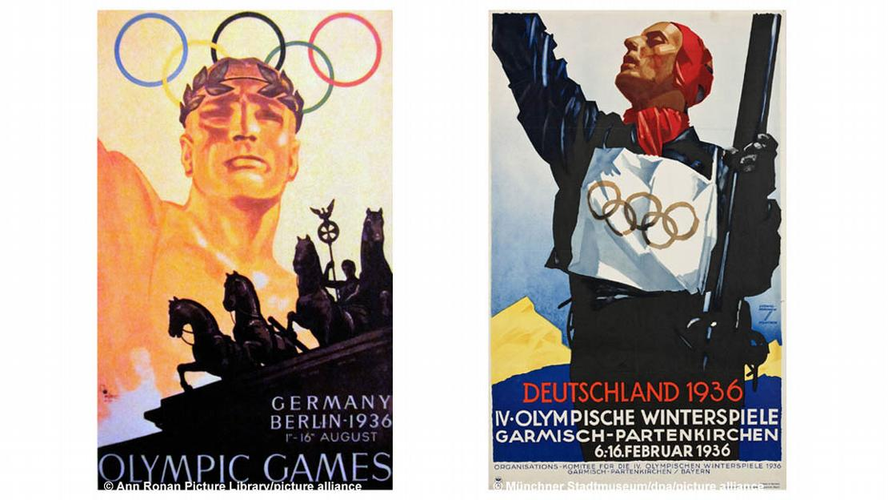 GERMANY
BERLIN·1936
1ST-16TH AUGUST
OLYMPIC GAMES
© Ann Ronan Picture Library/picture alliance
DEUTSCHLAND 1936
IV·OLYMPISCHE WINTERSPIELE
GARMISCH-PARTENKIRCHEN
6.-16.FEBRUAR 1936
ORGANISATIONS-KOMITEE FÜR DIE IV. OLYMPISCHEN WINTERSPIELE 1936
GARMISCH-PARTENKIRCHEN / BAYERN
© Münchner Stadtmuseum/dpa/picture alliance